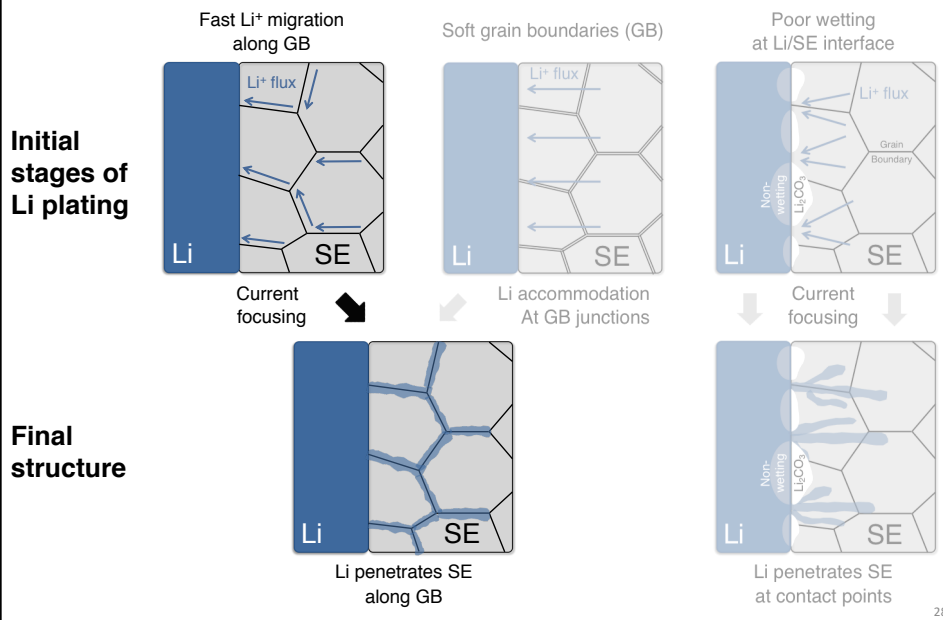 Fast Li⁺ migration
along GB
Soft grain boundaries (GB)
Poor wetting
at Li/SE interface
Initial
stages of
Li plating
Li⁺ flux
Li
SE
Li⁺ flux
Li
SE
Li⁺ flux
Grain
Boundary
Non-
wetting
Li₂CO₃
Li
SE
Current
focusing
Li accommodation
At GB junctions
Current
focusing
Final
structure
Li
SE
Non-
wetting
Li₂CO₃
Li
SE
Li penetrates SE
along GB
Li penetrates SE
at contact points
28